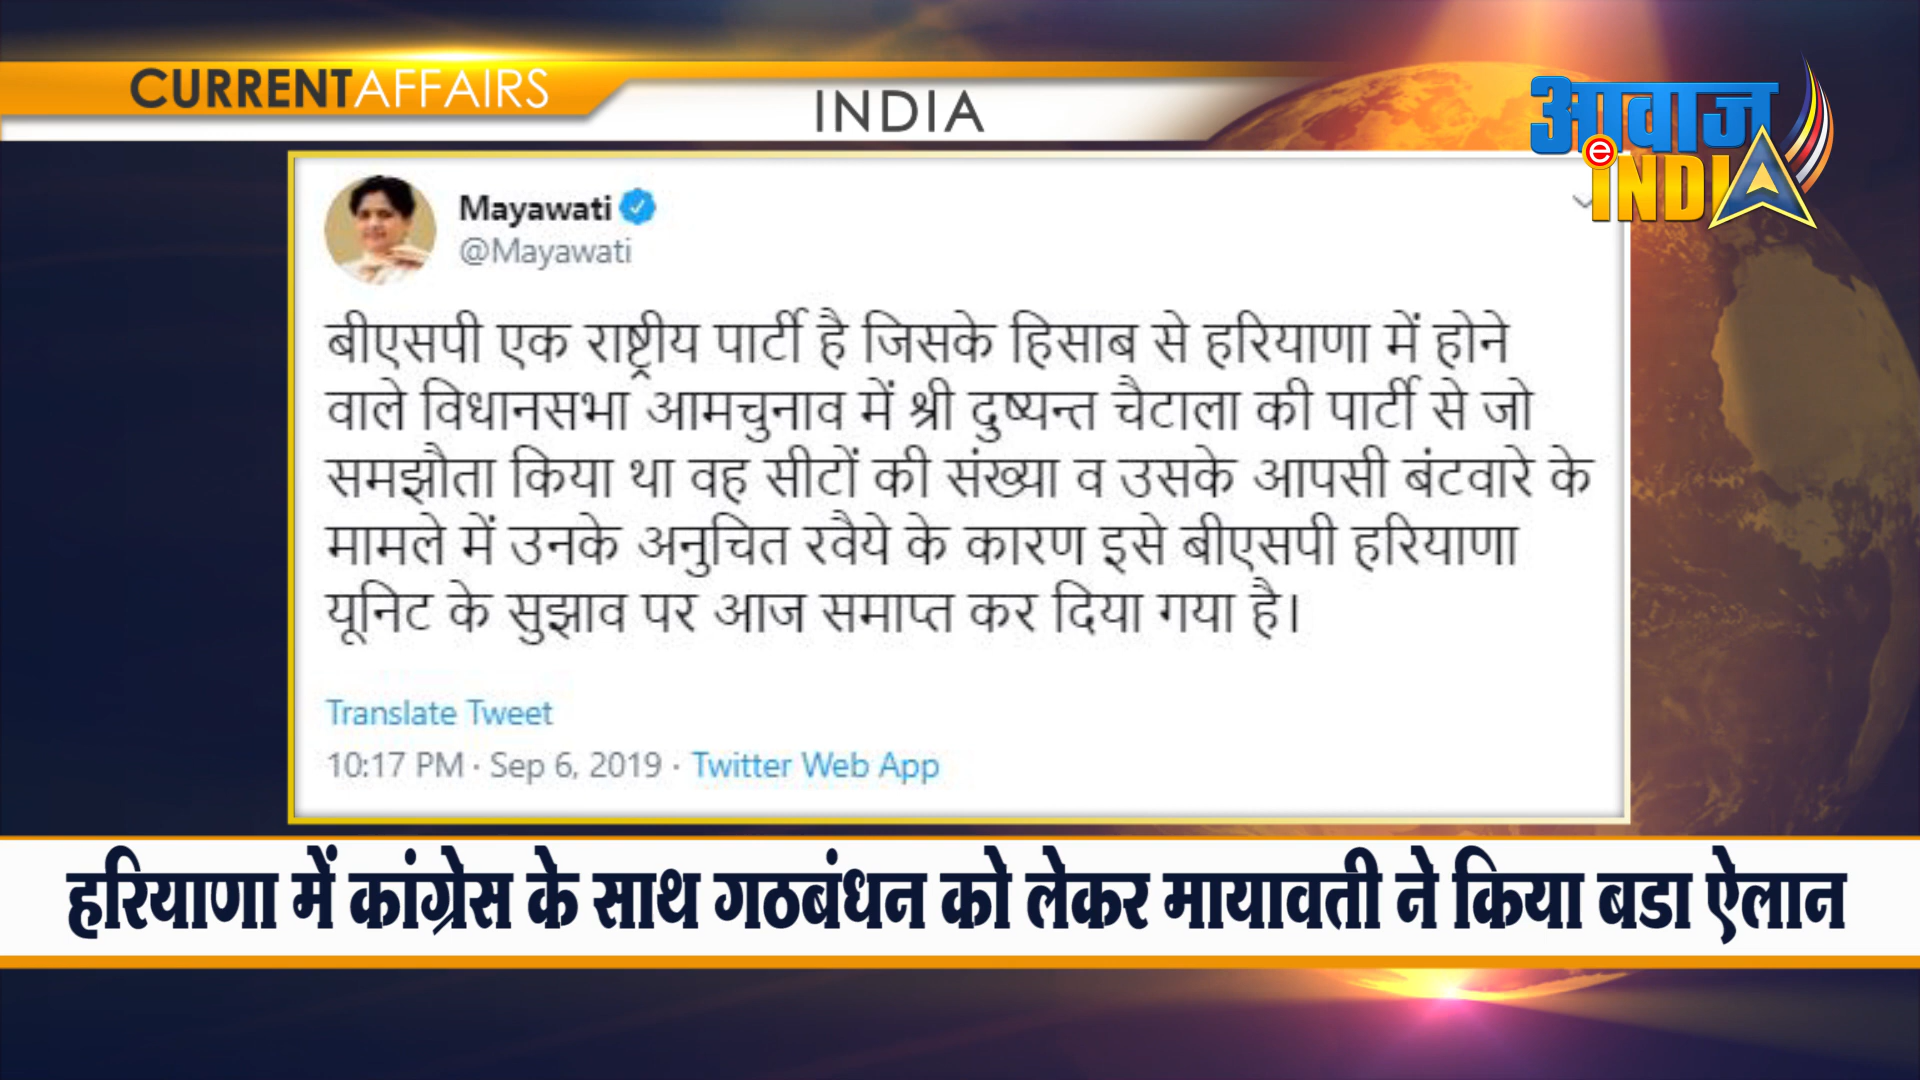 CURRENTAFFAIRS
INDIA
आवाज
e INDIA
Mayawati
@Mayawati
बीएसपी एक राष्ट्रीय पार्टी है जिसके हिसाब से हरियाणा में होने
वाले विधानसभा आमचुनाव में श्री दुष्यन्त चैटाला की पार्टी से जो
समझौता किया था वह सीटों की संख्या व उसके आपसी बंटवारे के
मामले में उनके अनुचित रवैये के कारण इसे बीएसपी हरियाणा
यूनिट के सुझाव पर आज समाप्त कर दिया गया है।
Translate Tweet
10:17 PM · Sep 6, 2019 · Twitter Web App
हरियाणा में कांग्रेस के साथ गठबंधन को लेकर मायावती ने किया बडा ऐलान